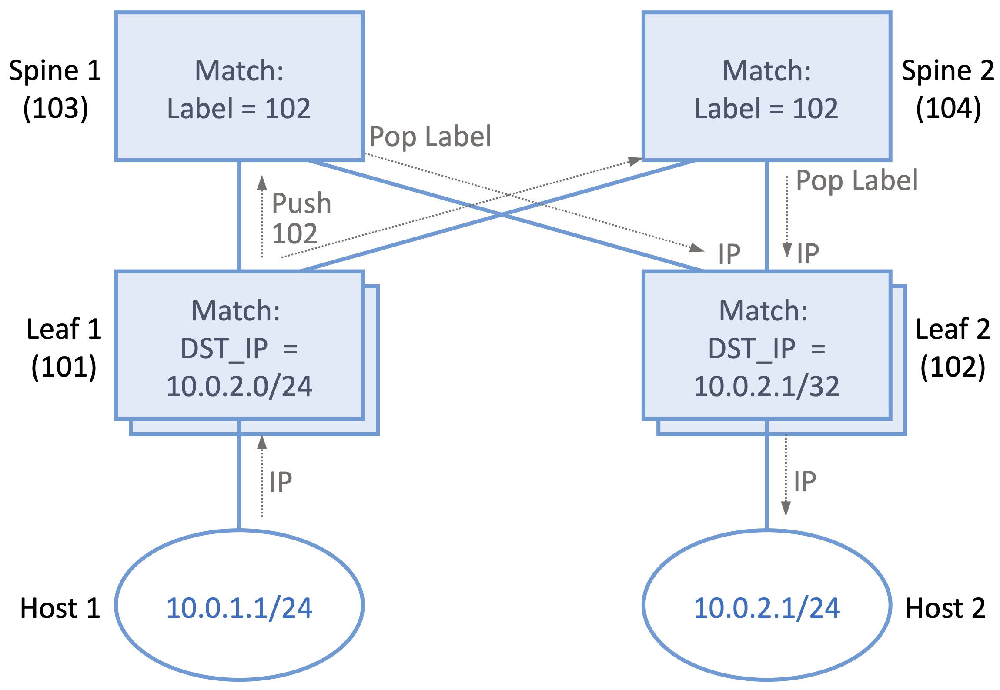 Spine 1
(103)
Match:
Label = 102
Match:
Label = 102
Spine 2
(104)
Pop Label
Pop Label
Push
102
IP
IP
Leaf 1
(101)
Match:
DST_IP =
10.0.2.0/24
Match:
DST_IP =
10.0.2.1/32
Leaf 2
(102)
IP
IP
Host 1
10.0.1.1/24
10.0.2.1/24
Host 2